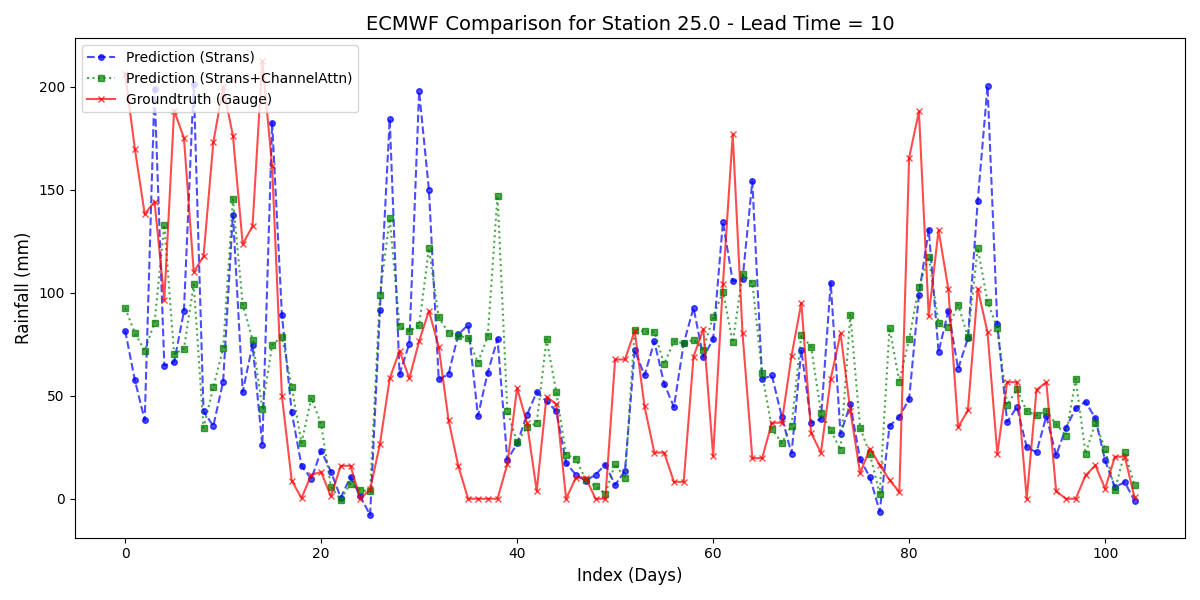 ECMWF Comparison for Station 25.0 - Lead Time = 10
Prediction (Strans)
Prediction (Strans+ChannelAttn)
Groundtruth (Gauge)
Rainfall (mm)
200
150
100
50
0
0 20 40 60 80 100
Index (Days)